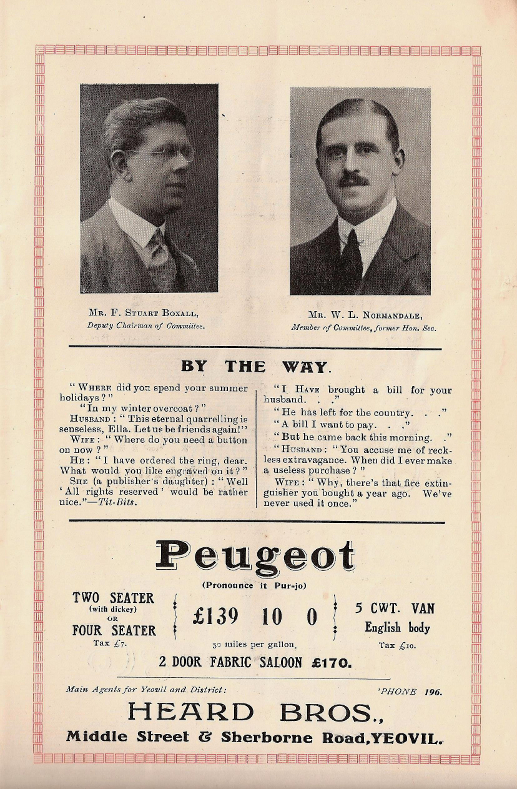 Mr. F. Stuart Boxall,
Deputy Chairman of Committee.
Mr. W. L. Normandale,
Member of Committee, former Hon. Sec.
BY THE WAY.
"Where did you spend your summer
holidays?"
"In my winter overcoat?"
Husband: "This eternal quarrelling is
senseless, Ella. Let us be friends again!"
Wife: "Where do you need a button
on now?"
He: "I have ordered the ring, dear.
What would you like engraved on it?"
She (a publisher's daughter): "Well
'All rights reserved' would be rather
nice."—Tit-Bits.
"I Have brought a bill for your
husband. . ."
"He has left for the country. . ."
"A bill I want to pay. . ."
"But he came back this morning. ."
"Husband: "You accuse me of reck-
less extravagance. When did I ever make
a useless purchase?"
Wife: "Why, there's that fire extin-
guisher you bought a year ago. We've
never used it once."
Peugeot
(Pronounce it Pur-jo)
TWO SEATER
(with dickey)
OR
FOUR SEATER
Tax £7.
£139 10 0
30 miles per gallon,
5 CWT. VAN
English body
Tax £10.
2 DOOR FABRIC SALOON £170.
Main Agents for Yeovil and District:
'PHONE 196.
HEARD BROS.,
Middle Street & Sherborne Road, YEOVIL.